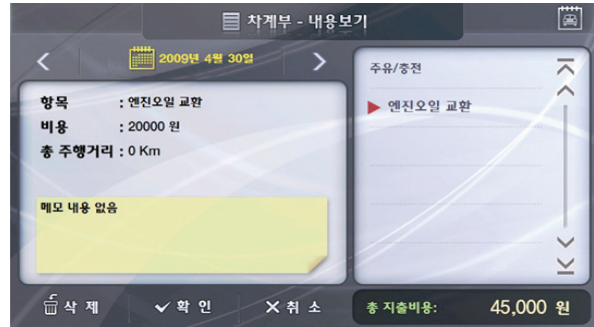 차계부 - 내용보기
2009년 4월 30일
항목 : 엔진오일 교환
비용 : 20000 원
총 주행거리 : 0 Km
메모 내용 없음
주유/충전
엔진오일 교환
삭 제
확 인
취 소
총 지출비용: 45,000 원